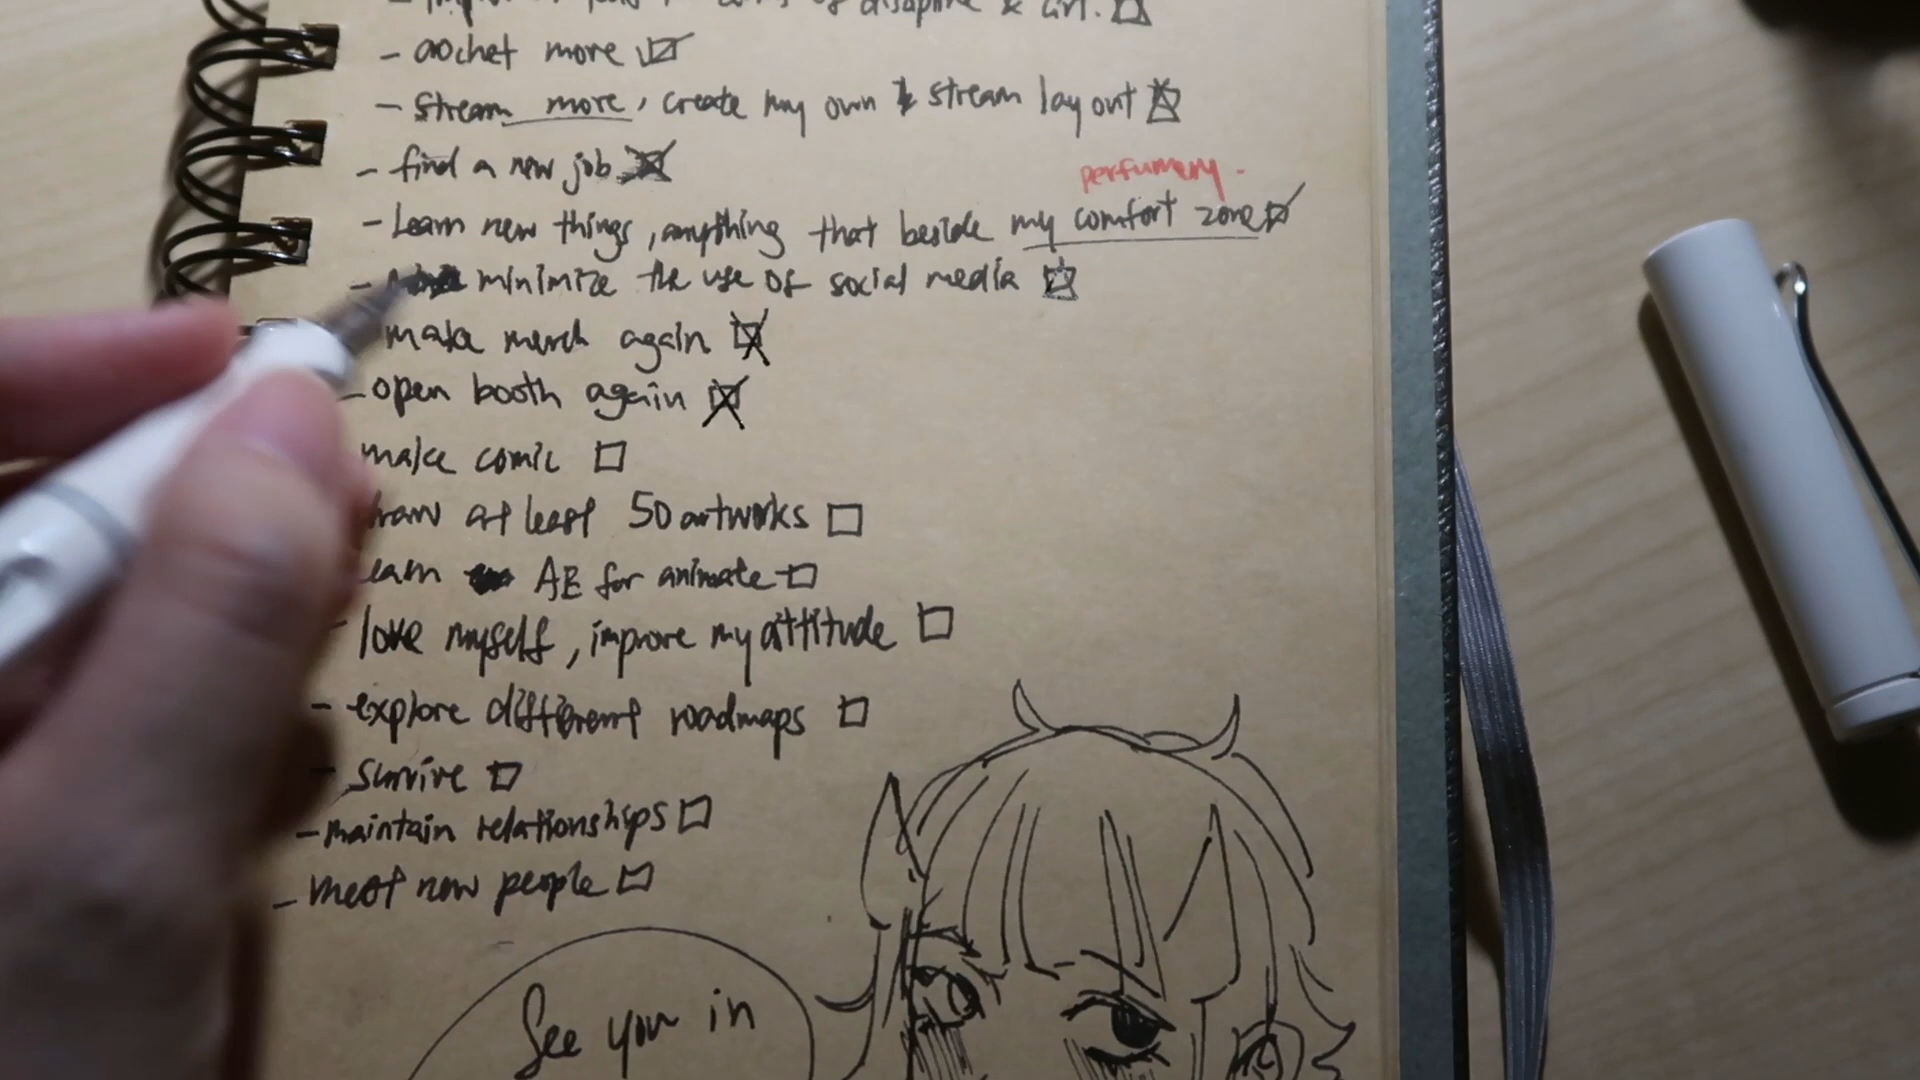 discipline & art.
- crochet more
- stream more, create my own stream layout
- find a new job
perfumery.
- Learn new things, anything that beside my comfort zone
- minimize the use of social media
make merch again
- open booth again
make comic
draw at least 50 artworks
learn AE for animate
- love myself, improve my attitude
- explore different roadmaps
- survive
- maintain relationships
- meet new people
See you in